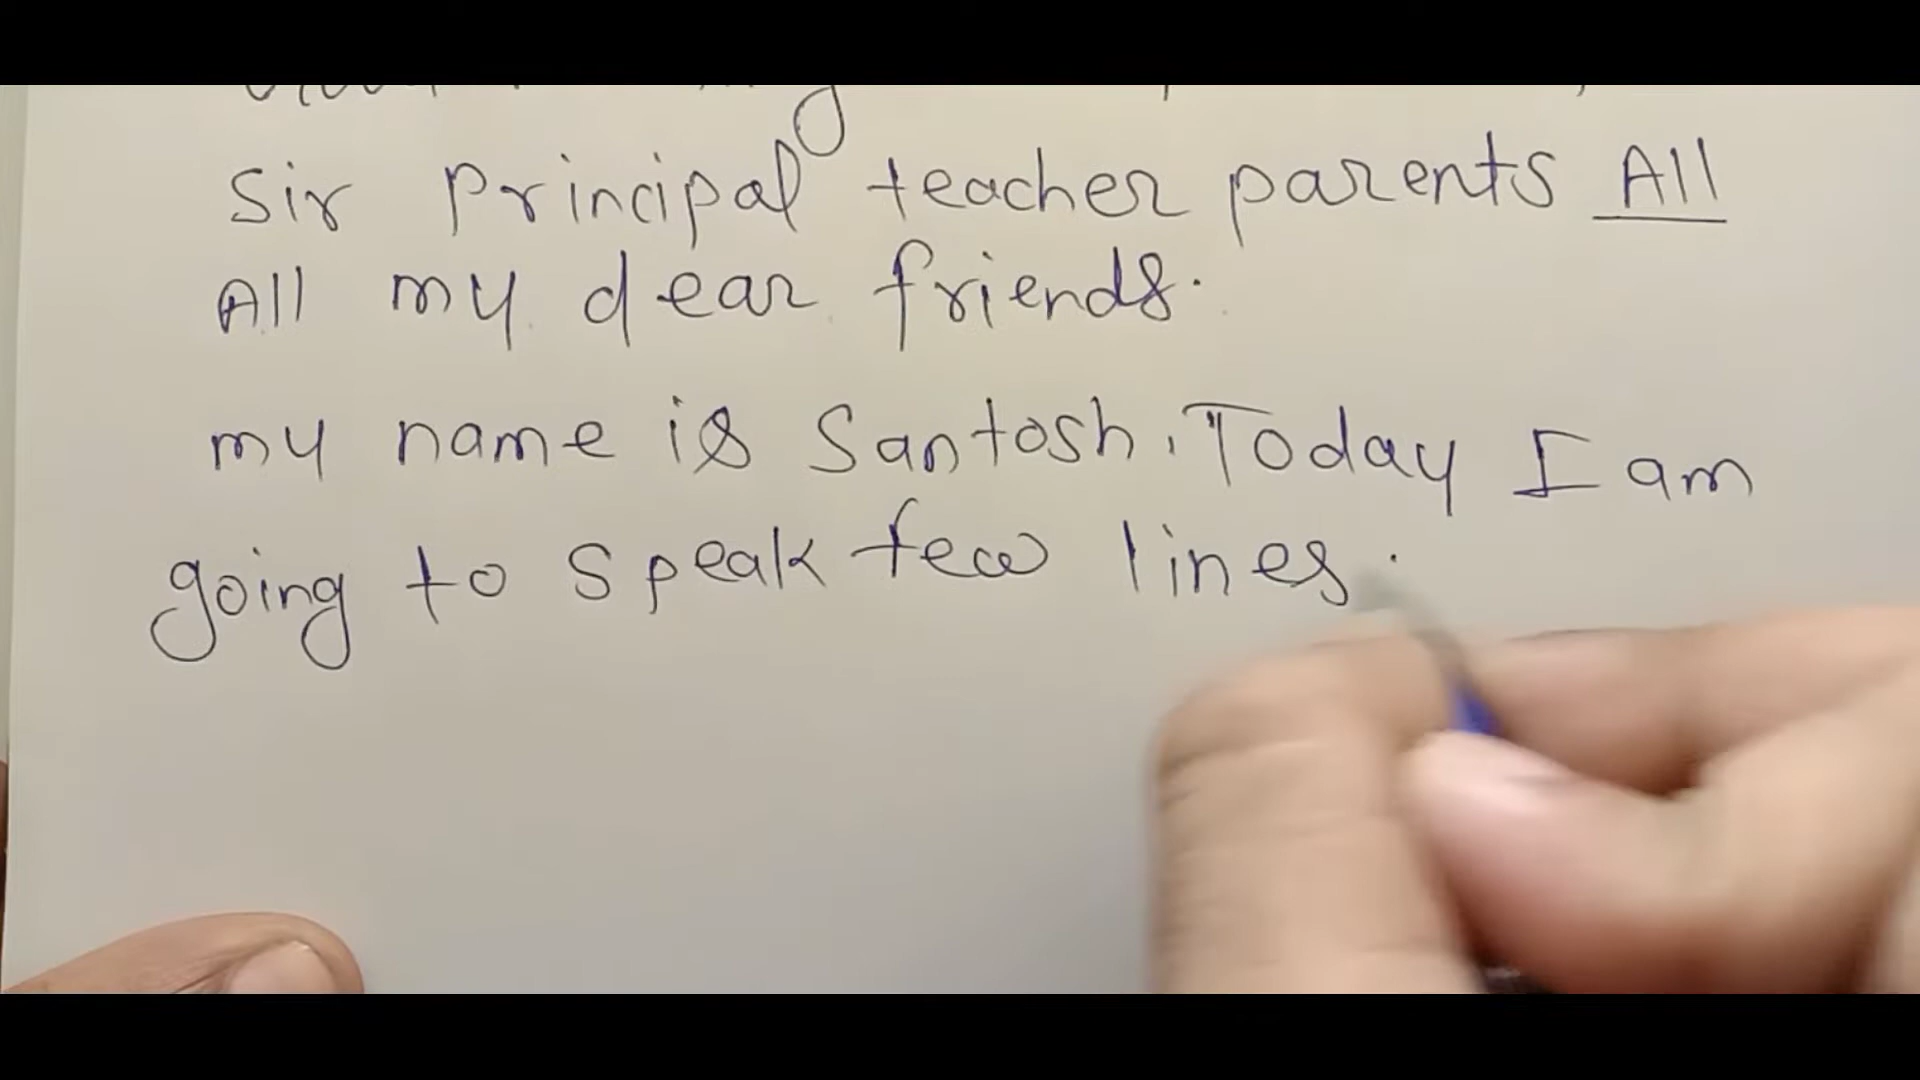 Sir principal teacher parents All
All my dear friends.
my name is Santosh. Today I am
going to speak few lines.